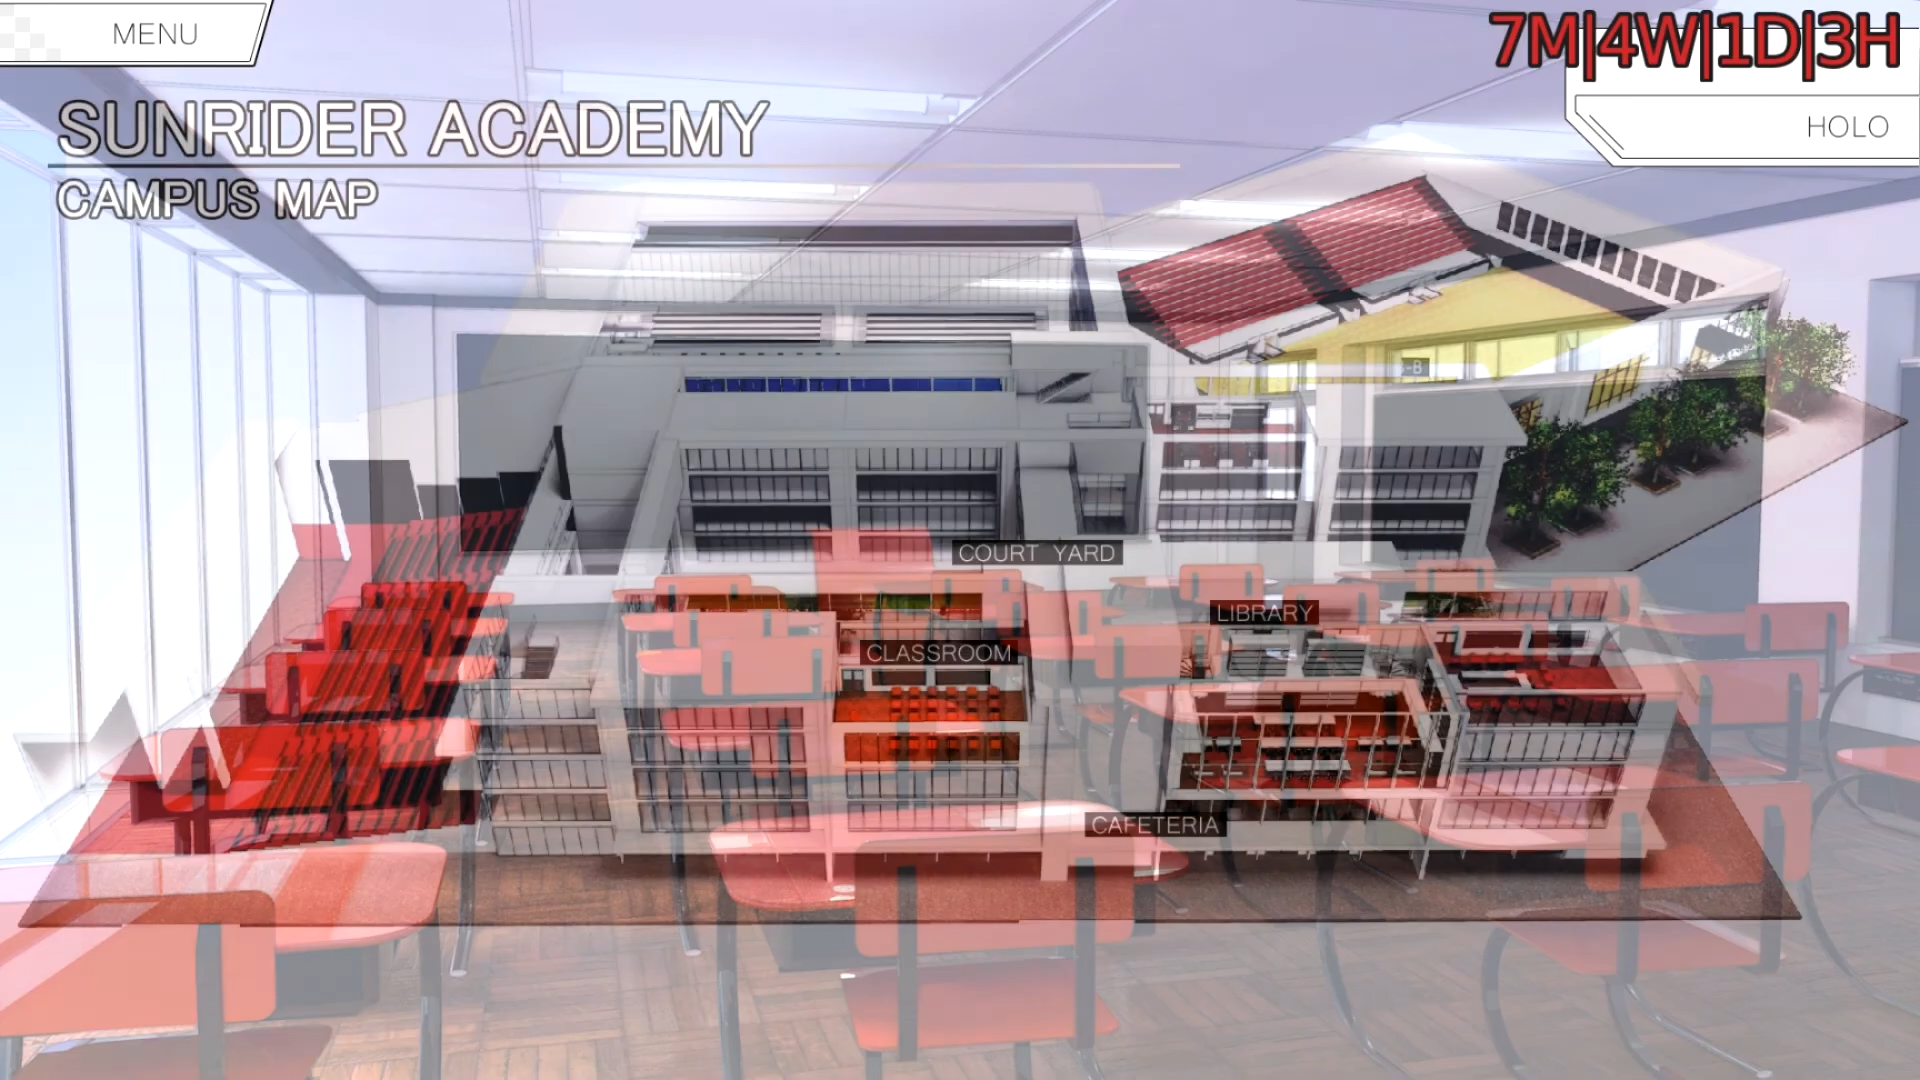 MENU
7M|4W|1D|3H
HOLO
SUNRIDER ACADEMY
CAMPUS MAP
COURT YARD
LIBRARY
CLASSROOM
CAFETERIA